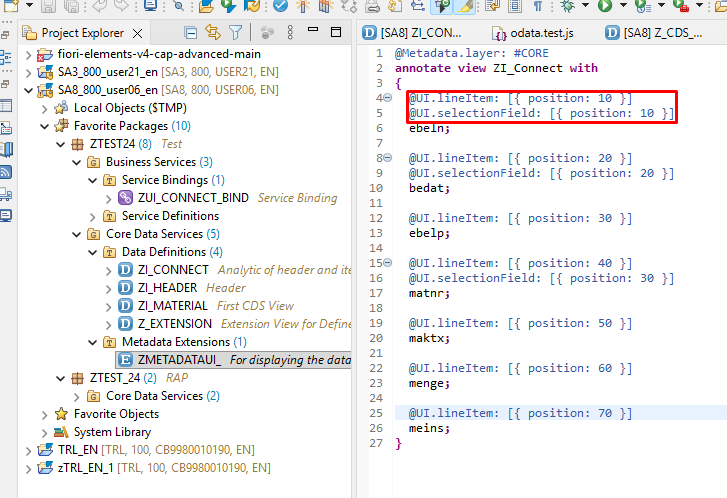 Project Explorer
fiori-elements-v4-cap-advanced-main
SA3_800_user21_en [SA3, 800, USER21, EN]
SA8_800_user06_en [SA8, 800, USER06, EN]
Local Objects ($TMP)
Favorite Packages (10)
ZTEST24 (8) Test
Business Services (3)
Service Bindings (1)
ZUI_CONNECT_BIND Service Binding
Service Definitions
Core Data Services (5)
Data Definitions (4)
ZI_CONNECT Analytic of header and ite
ZI_HEADER Header
ZI_MATERIAL First CDS View
Z_EXTENSION Extension View for Define
Metadata Extensions (1)
ZMETADATAUI_ For displaying the data
ZTEST_24 (2) RAP
Core Data Services (2)
Favorite Objects
System Library
TRL_EN [TRL, 100, CB9980010190, EN]
zTRL_EN_1 [TRL, 100, CB9980010190, EN]
[SA8] ZI_CON... odata.test.js [SA8] Z_CDS_...
1 @Metadata.layer: #CORE
2 annotate view ZI_Connect with
3 {
4 @UI.lineItem: [{ position: 10 }]
5 @UI.selectionField: [{ position: 10 }]
6 ebeln;
7
8 @UI.lineItem: [{ position: 20 }]
9 @UI.selectionField: [{ position: 20 }]
10 bedat;
11
12 @UI.lineItem: [{ position: 30 }]
13 ebelp;
14
15 @UI.lineItem: [{ position: 40 }]
16 @UI.selectionField: [{ position: 30 }]
17 matnr;
18
19 @UI.lineItem: [{ position: 50 }]
20 maktx;
21
22 @UI.lineItem: [{ position: 60 }]
23 menge;
24
25 @UI.lineItem: [{ position: 70 }]
26 meins;
27 }